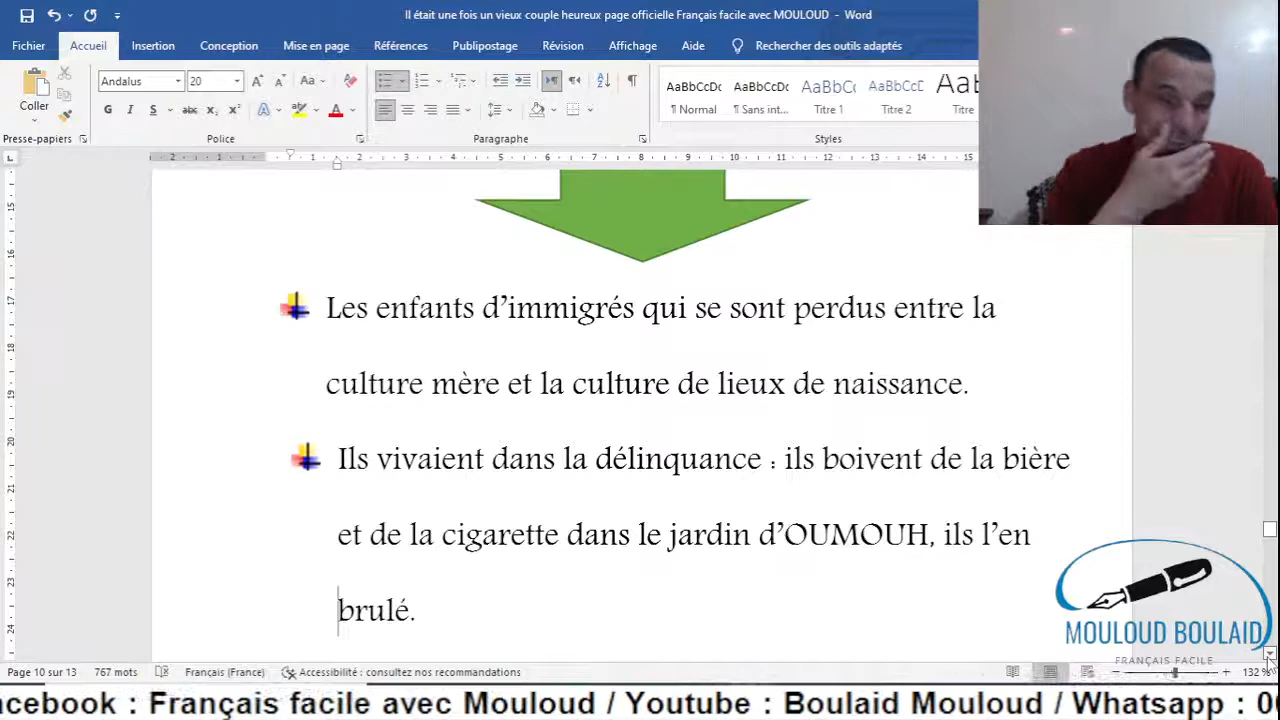 Il était une fois un vieux couple heureux page officielle Français facile avec MOULOUD - Word
Fichier Accueil Insertion Conception Mise en page Références Publipostage Révision Affichage Aide Rechercher des outils adaptés
Coller
Andalus 20
AaBbCcDc AaBbCcDc AaBbC( AaBbCcC Aa
¶ Normal ¶ Sans int... Titre 1 Titre 2 Titre
Presse-papiers Police Paragraphe Styles
Les enfants d’immigrés qui se sont perdus entre la
culture mère et la culture de lieux de naissance.
Ils vivaient dans la délinquance : ils boivent de la bière
et de la cigarette dans le jardin d’OUMOUH, ils l’en
brulé.
MOULOUD BOULAID
FRANÇAIS FACILE
Page 10 sur 13 767 mots Français (France) Accessibilité : consultez nos recommandations 132 %
acebook : Français facile avec Mouloud / Youtube : Boulaid Mouloud / Whatsapp : 0